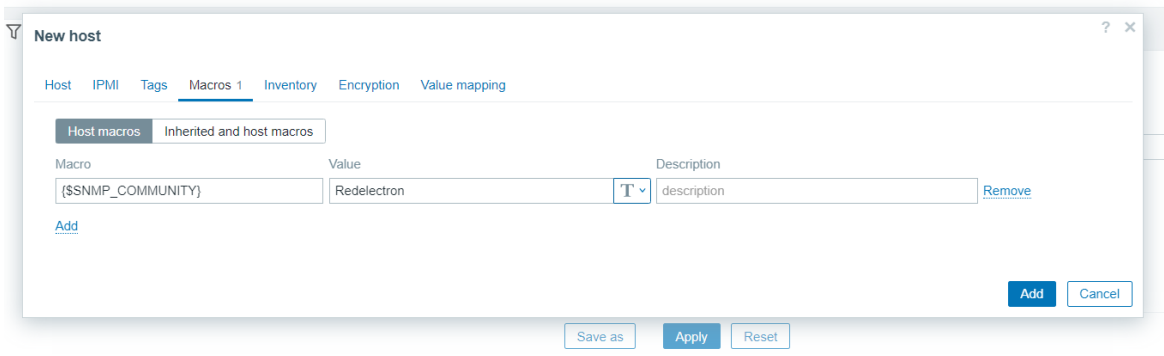 New host
? ×
Host IPMI Tags Macros 1 Inventory Encryption Value mapping
Host macros Inherited and host macros
Macro Value Description
{$SNMP_COMMUNITY} Redelectron T description Remove
Add
Add Cancel
Save as Apply Reset